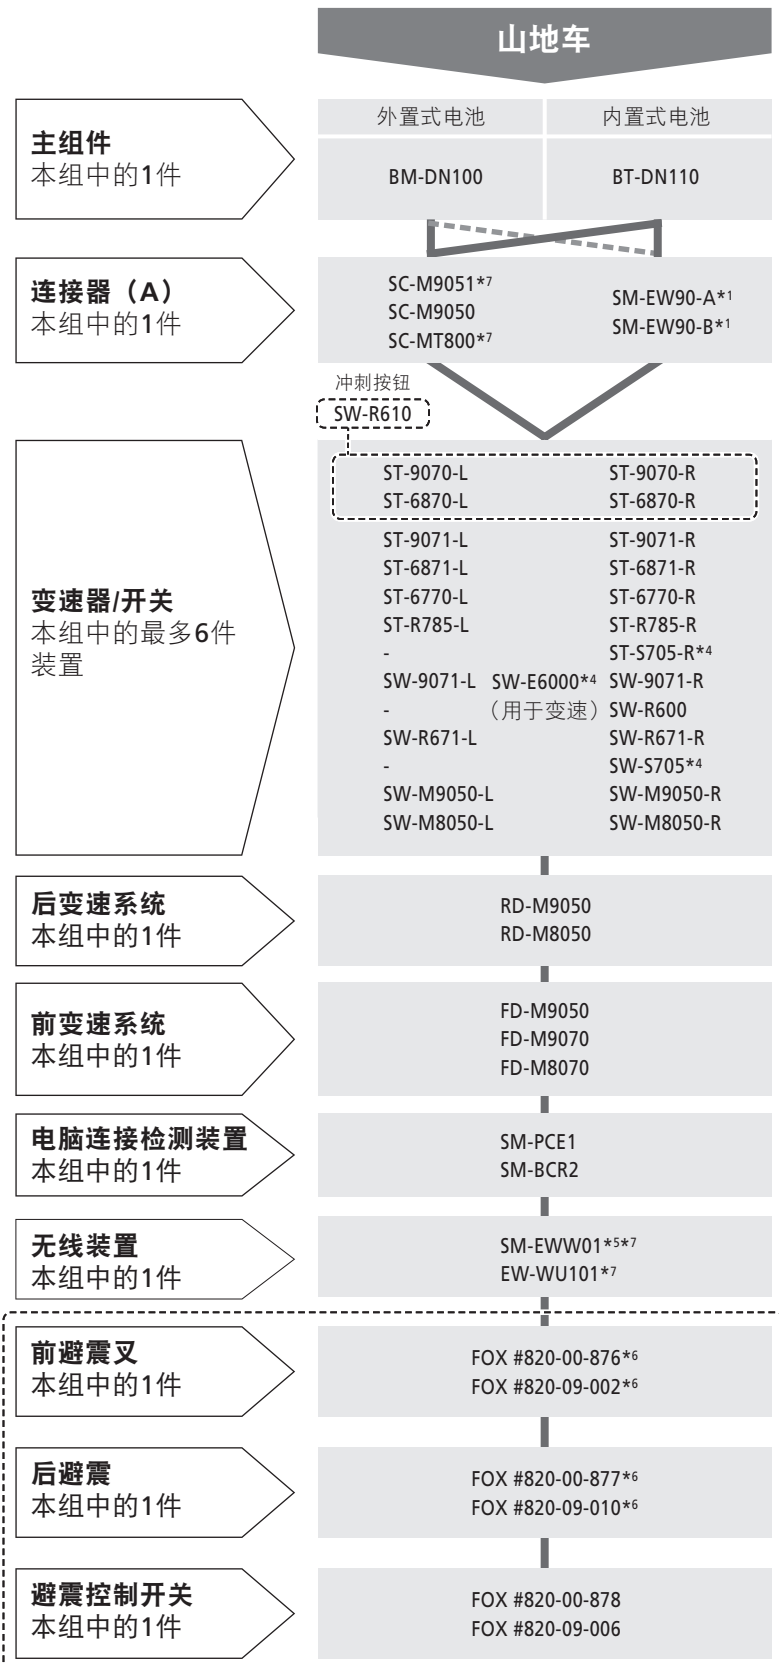 山地车
外置式电池 内置式电池
主组件
本组中的1件
BM-DN100 BT-DN110
连接器（A）
本组中的1件
SC-M9051*7
SC-M9050
SC-MT800*7
SM-EW90-A*1
SM-EW90-B*1
冲刺按钮
SW-R610
变速器/开关
本组中的最多6件
装置
ST-9070-L ST-9070-R
ST-6870-L ST-6870-R
ST-9071-L ST-9071-R
ST-6871-L ST-6871-R
ST-6770-L ST-6770-R
ST-R785-L ST-R785-R
- ST-S705-R*4
SW-9071-L SW-E6000*4 SW-9071-R
- （用于变速） SW-R600
SW-R671-L SW-R671-R
- SW-S705*4
SW-M9050-L SW-M9050-R
SW-M8050-L SW-M8050-R
后变速系统
本组中的1件
RD-M9050
RD-M8050
前变速系统
本组中的1件
FD-M9050
FD-M9070
FD-M8070
电脑连接检测装置
本组中的1件
SM-PCE1
SM-BCR2
无线装置
本组中的1件
SM-EWW01*5*7
EW-WU101*7
前避震叉
本组中的1件
FOX #820-00-876*6
FOX #820-09-002*6
后避震
本组中的1件
FOX #820-00-877*6
FOX #820-09-010*6
避震控制开关
本组中的1件
FOX #820-00-878
FOX #820-09-006